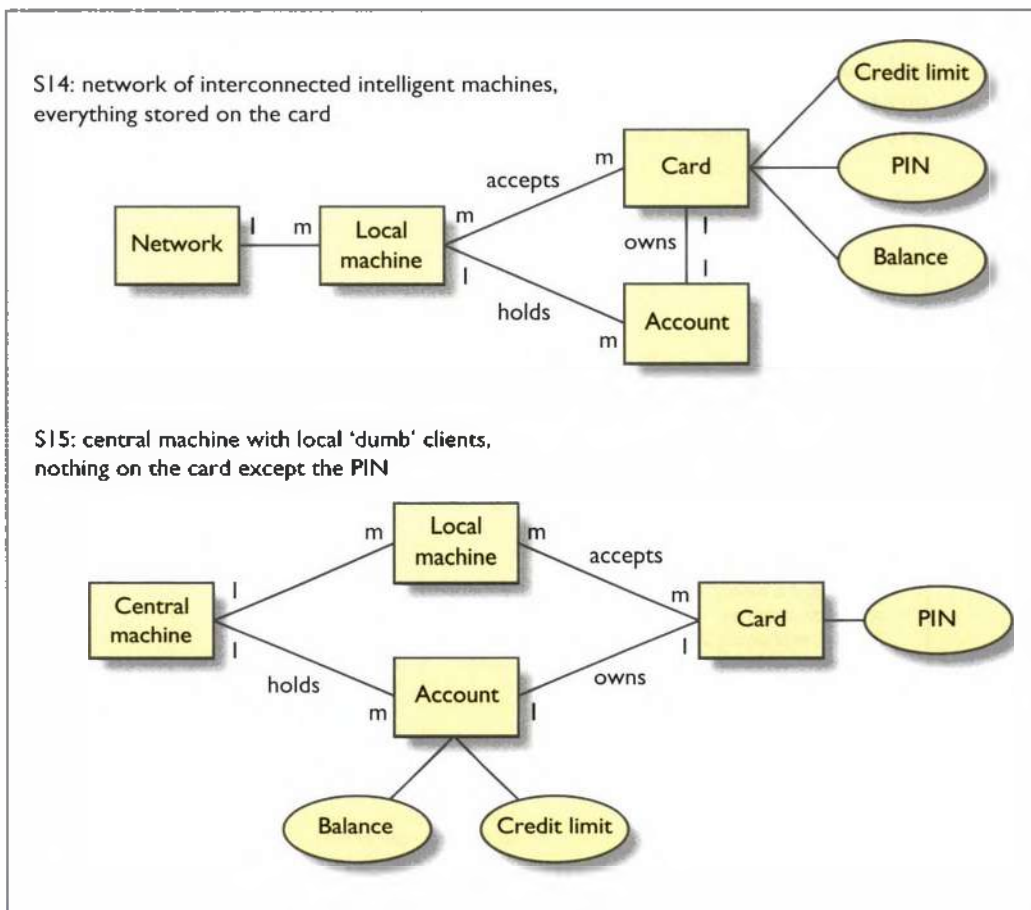 S14: network of interconnected intelligent machines,
everything stored on the card
Credit limit
m
Card
PIN
accepts
Network
l
m
Local
machine
m
l
owns
l
l
Balance
holds
m
Account
S15: central machine with local 'dumb' clients,
nothing on the card except the PIN
m
Local
machine
m
accepts
Central
machine
l
l
m
Card
l
PIN
holds
m
Account
l
owns
Balance
Credit limit